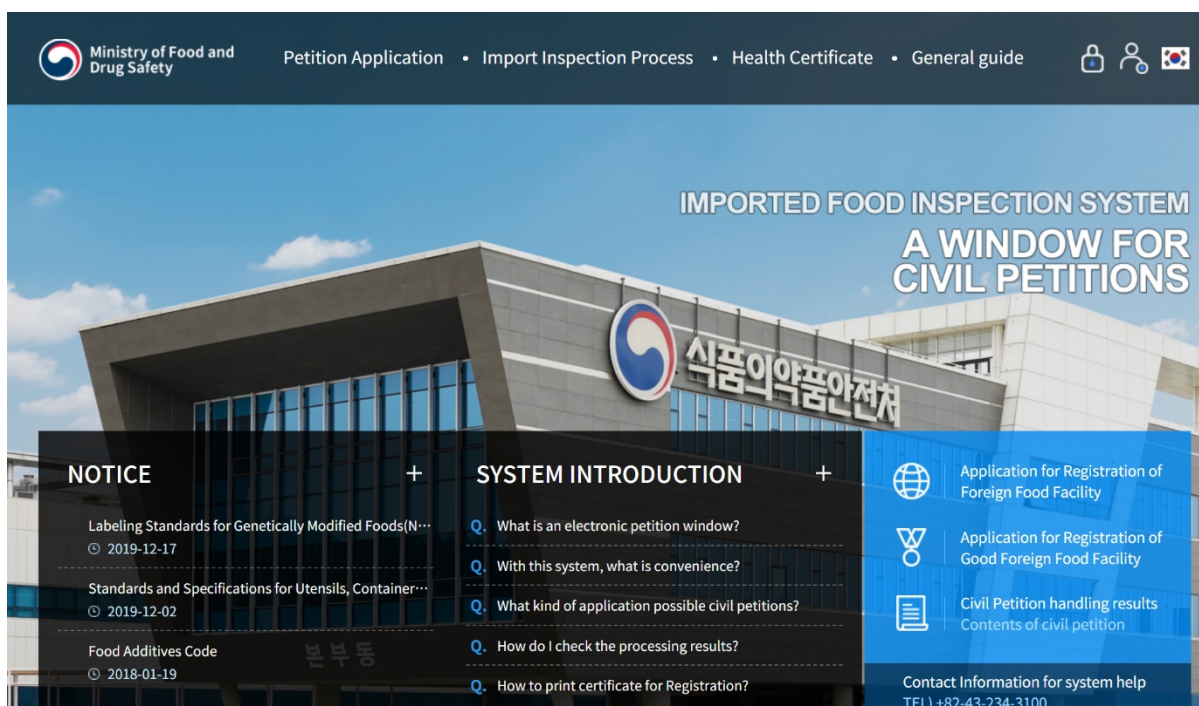 Ministry of Food and
Drug Safety
Petition Application • Import Inspection Process • Health Certificate • General guide
IMPORTED FOOD INSPECTION SYSTEM
A WINDOW FOR
CIVIL PETITIONS
식품의약품안전처
NOTICE +
Labeling Standards for Genetically Modified Foods(N⋯
2019-12-17
Standards and Specifications for Utensils, Container⋯
2019-12-02
Food Additives Code
2018-01-19
본부동
SYSTEM INTRODUCTION +
Q. What is an electronic petition window?
Q. With this system, what is convenience?
Q. What kind of application possible civil petitions?
Q. How do I check the processing results?
Q. How to print certificate for Registration?
Application for Registration of
Foreign Food Facility
Application for Registration of
Good Foreign Food Facility
Civil Petition handling results
Contents of civil petition
Contact Information for system help
TEL) +82-43-234-3100